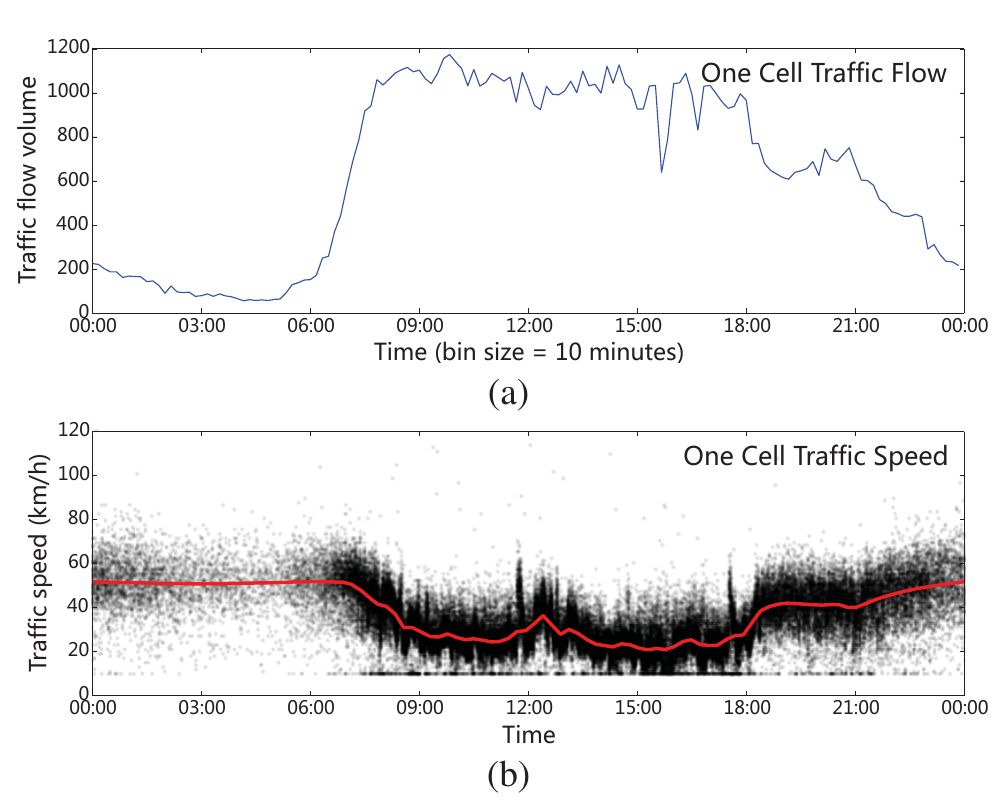 One Cell Traffic Flow
Traffic flow volume
1200
1000
800
600
400
200
0
00:00 03:00 06:00 09:00 12:00 15:00 18:00 21:00 00:00
Time (bin size = 10 minutes)
(a)
One Cell Traffic Speed
Traffic speed (km/h)
120
100
80
60
40
20
0
00:00 03:00 06:00 09:00 12:00 15:00 18:00 21:00 00:00
Time
(b)